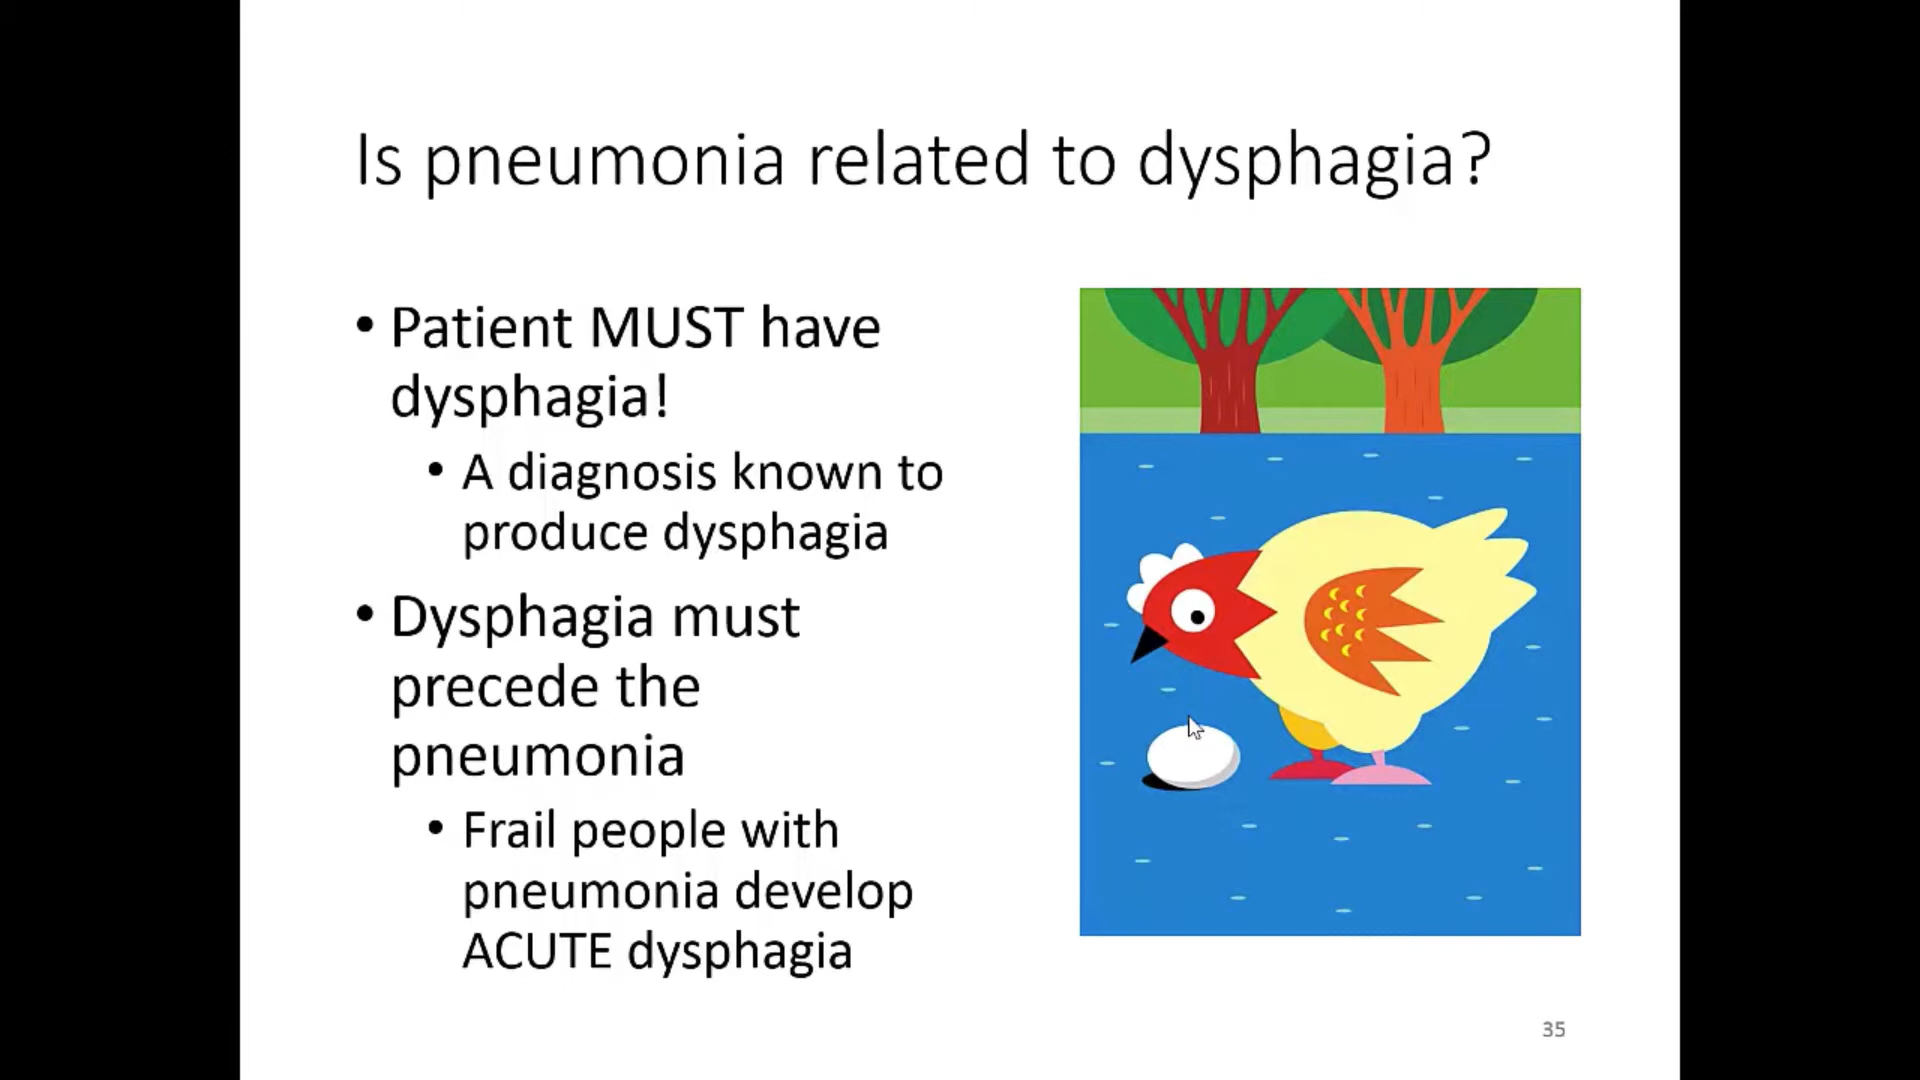 Is pneumonia related to dysphagia?
• Patient MUST have
dysphagia!
• A diagnosis known to
produce dysphagia
• Dysphagia must
precede the
pneumonia
• Frail people with
pneumonia develop
ACUTE dysphagia
35